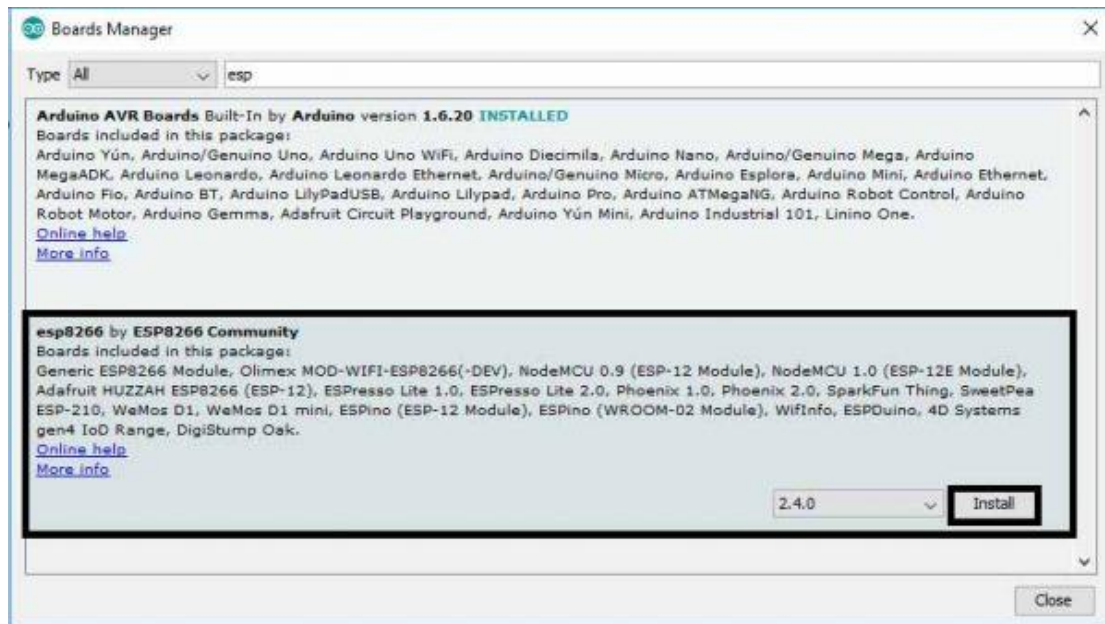 Boards Manager
Type All esp
Arduino AVR Boards Built-In by Arduino version 1.6.20 INSTALLED
Boards included in this package:
Arduino Yún, Arduino/Genuino Uno, Arduino Uno WiFi, Arduino Diecimila, Arduino Nano, Arduino/Genuino Mega, Arduino
MegaADK, Arduino Leonardo, Arduino Leonardo Ethernet, Arduino/Genuino Micro, Arduino Esplora, Arduino Mini, Arduino Ethernet,
Arduino Fio, Arduino BT, Arduino LilyPadUSB, Arduino Lilypad, Arduino Pro, Arduino ATMegaNG, Arduino Robot Control, Arduino
Robot Motor, Arduino Gemma, Adafruit Circuit Playground, Arduino Yún Mini, Arduino Industrial 101, Linino One.
Online help
More info
esp8266 by ESP8266 Community
Boards included in this package:
Generic ESP8266 Module, Olimex MOD-WIFI-ESP8266(-DEV), NodeMCU 0.9 (ESP-12 Module), NodeMCU 1.0 (ESP-12E Module),
Adafruit HUZZAH ESP8266 (ESP-12), ESPresso Lite 1.0, ESPresso Lite 2.0, Phoenix 1.0, Phoenix 2.0, SparkFun Thing, SweetPea
ESP-210, WeMos D1, WeMos D1 mini, ESPino (ESP-12 Module), ESPino (WROOM-02 Module), WifInfo, ESPDuino, 4D Systems
gen4 IoD Range, DigiStump Oak.
Online help
More info
2.4.0 Install
Close